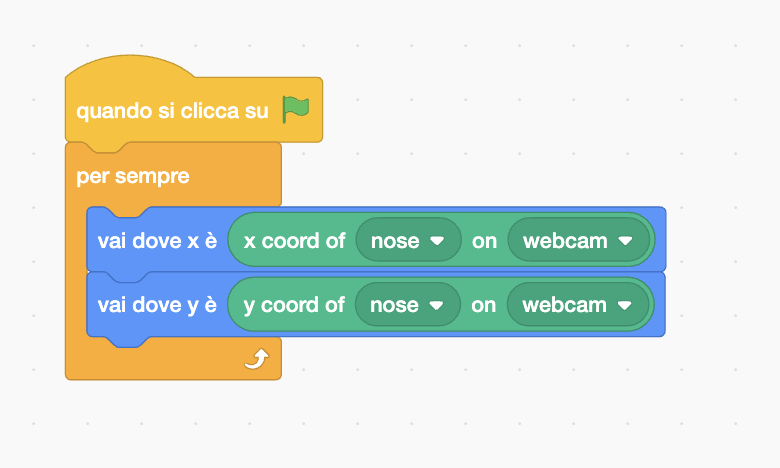 quando si clicca su
per sempre
vai dove x è x coord of nose on webcam
vai dove y è y coord of nose on webcam